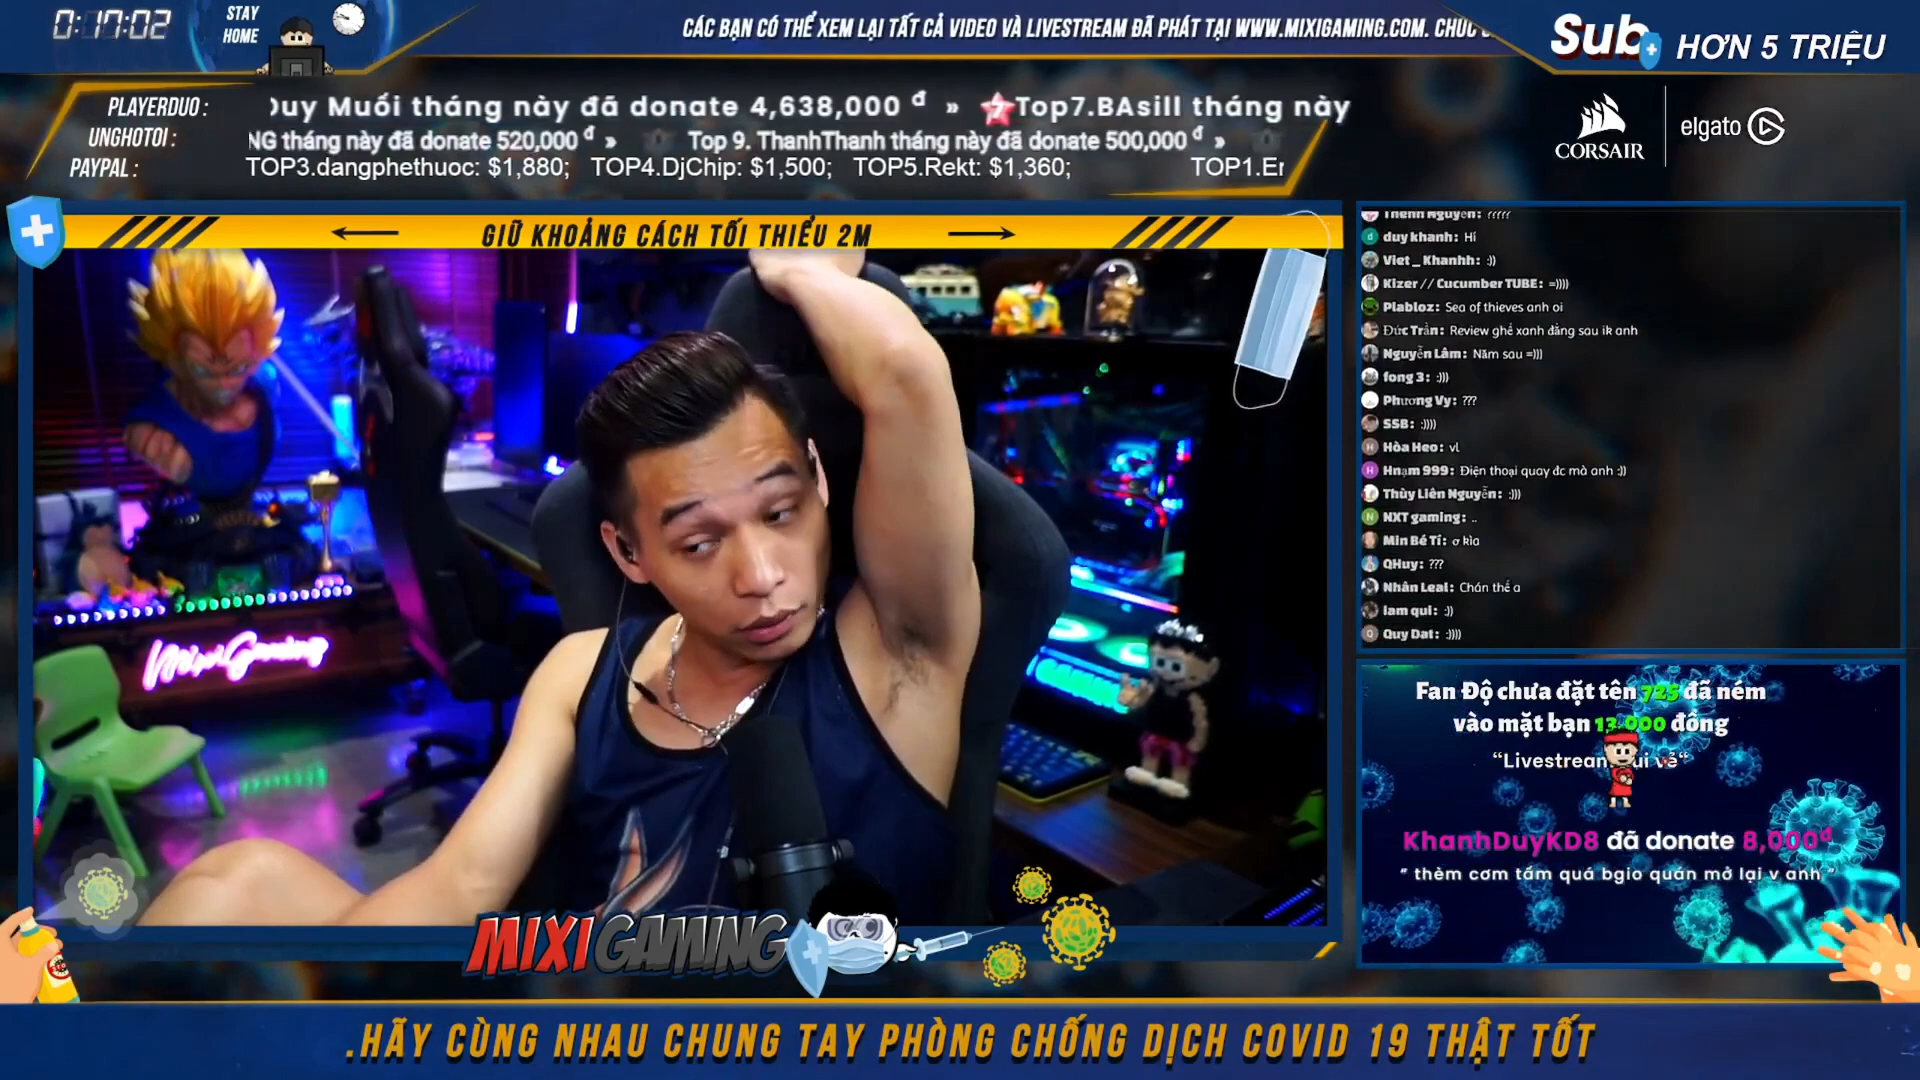 0:17:02
STAY
HOME
CÁC BẠN CÓ THỂ XEM LẠI TẤT CẢ VIDEO VÀ LIVESTREAM ĐÃ PHÁT TẠI WWW.MIXIGAMING.COM. CHÚC
Sub HƠN 5 TRIỆU
PLAYERDUO :
Duy Muối tháng này đã donate 4,638,000 đ » Top7.BAsill tháng này
UNGHOTOI :
NG tháng này đã donate 520,000 đ » Top 9. ThanhThanh tháng này đã donate 500,000 đ »
PAYPAL :
TOP3.dangphethuoc: $1,880; TOP4.DjChip: $1,500; TOP5.Rekt: $1,360; TOP1.Er
CORSAIR
elgato
GIỮ KHOẢNG CÁCH TỐI THIỂU 2M
Thenn Nguyễn: ?????
duy khanh: Hí
Viet _ Khanhh: :))
Kizer // Cucumber TUBE: =))))
Plabloz: Sea of thieves anh oi
Đức Trần: Review ghế xanh đằng sau ik anh
Nguyễn Lâm: Năm sau =)))
fong 3: :)))
Phương Vy: ???
SSB: :))))
Hòa Heo: vl
Hnạm 999: Điện thoại quay đc mà anh :))
Thùy Liên Nguyễn: :)))
NXT gaming: ..
Min Bé Tí: ơ kìa
QHuy: ???
Nhân Leal: Chán thế a
lam qui: :))
Quy Dat: :))))
MixiGaming
GAMING
Fan Độ chưa đặt tên 725 đã ném
vào mặt bạn 13,000 đồng
KhanhDuyKD8 đã donate 8,000đ
" thèm cơm tấm quá bgio quán mở lại v anh "
MIXI GAMING
.HÃY CÙNG NHAU CHUNG TAY PHÒNG CHỐNG DỊCH COVID 19 THẬT TỐT